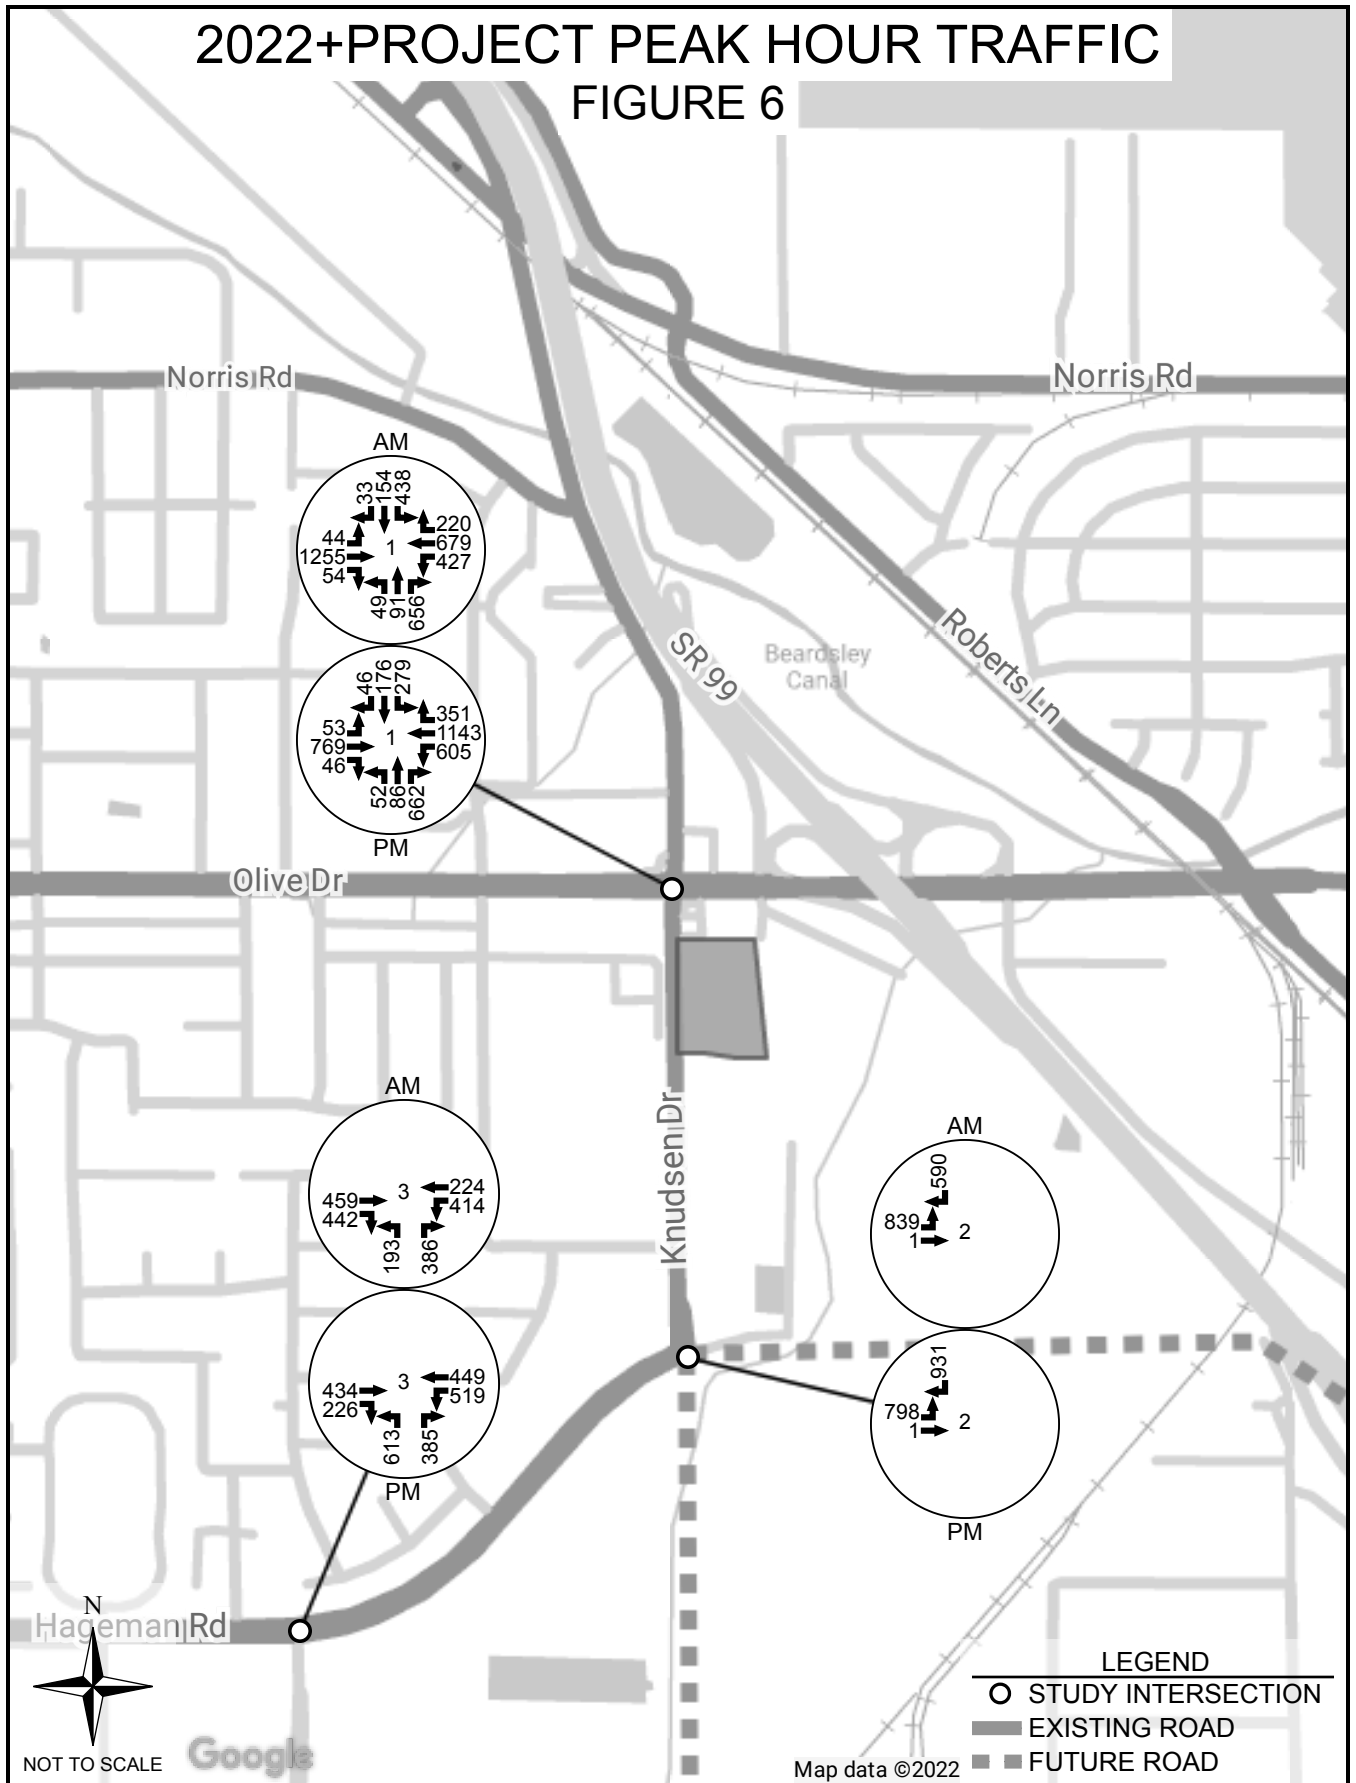 2022+PROJECT PEAK HOUR TRAFFIC
FIGURE 6
Norris Rd
Norris Rd
AM
33
154
438
44
1255
54
1
220
679
427
49
91
656
46
176
279
53
769
46
1
351
1143
605
52
86
662
PM
SR 99
Beardsley
Canal
Roberts Ln
Olive Dr
Knudsen Dr
AM
459
442
3
224
414
193
386
434
226
3
449
519
613
385
PM
AM
590
839
1
2
931
798
1
2
PM
Hageman Rd
N
NOT TO SCALE
Google
Map data ©2022
LEGEND
STUDY INTERSECTION
EXISTING ROAD
FUTURE ROAD